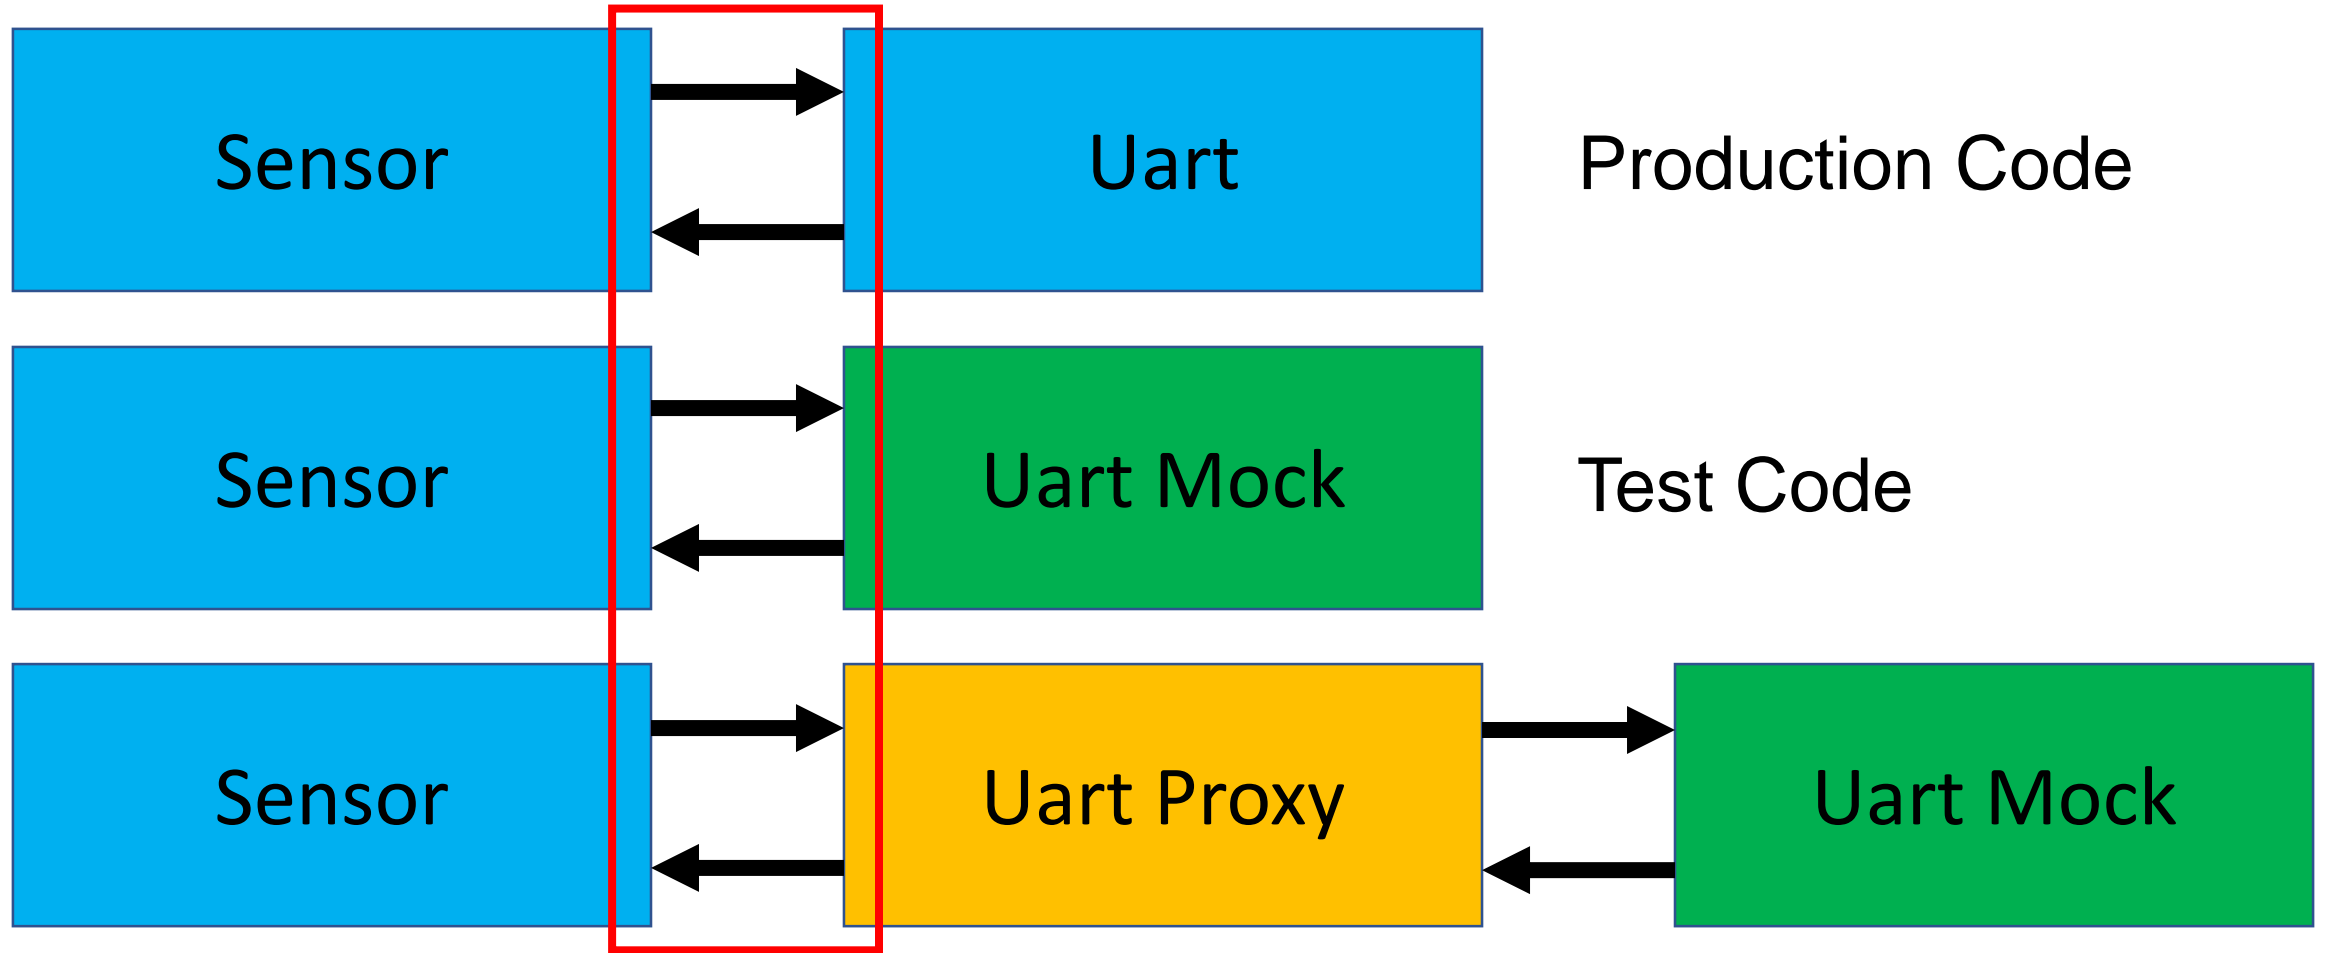 Sensor
Uart
Production Code
Sensor
Uart Mock
Test Code
Sensor
Uart Proxy
Uart Mock